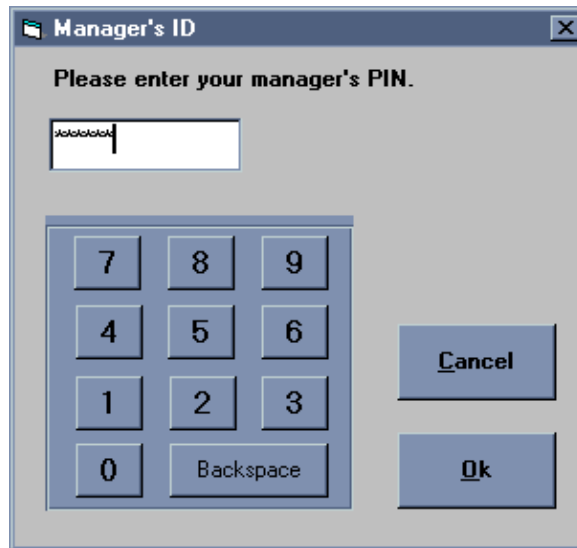 Manager's ID
Please enter your manager's PIN.
*******
7 8 9
4 5 6
Cancel
1 2 3
0 Backspace
Ok